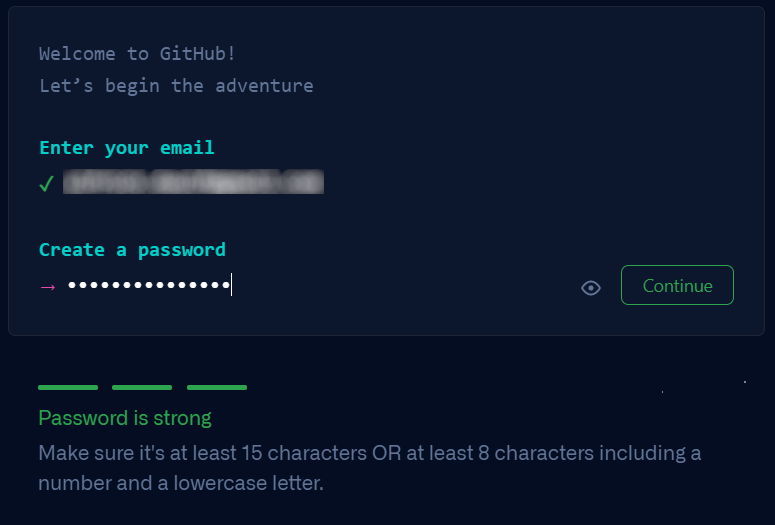 Welcome to GitHub!
Let’s begin the adventure
Enter your email
✓
Create a password
→ •••••••••••••••
Continue
Password is strong
Make sure it's at least 15 characters OR at least 8 characters including a
number and a lowercase letter.